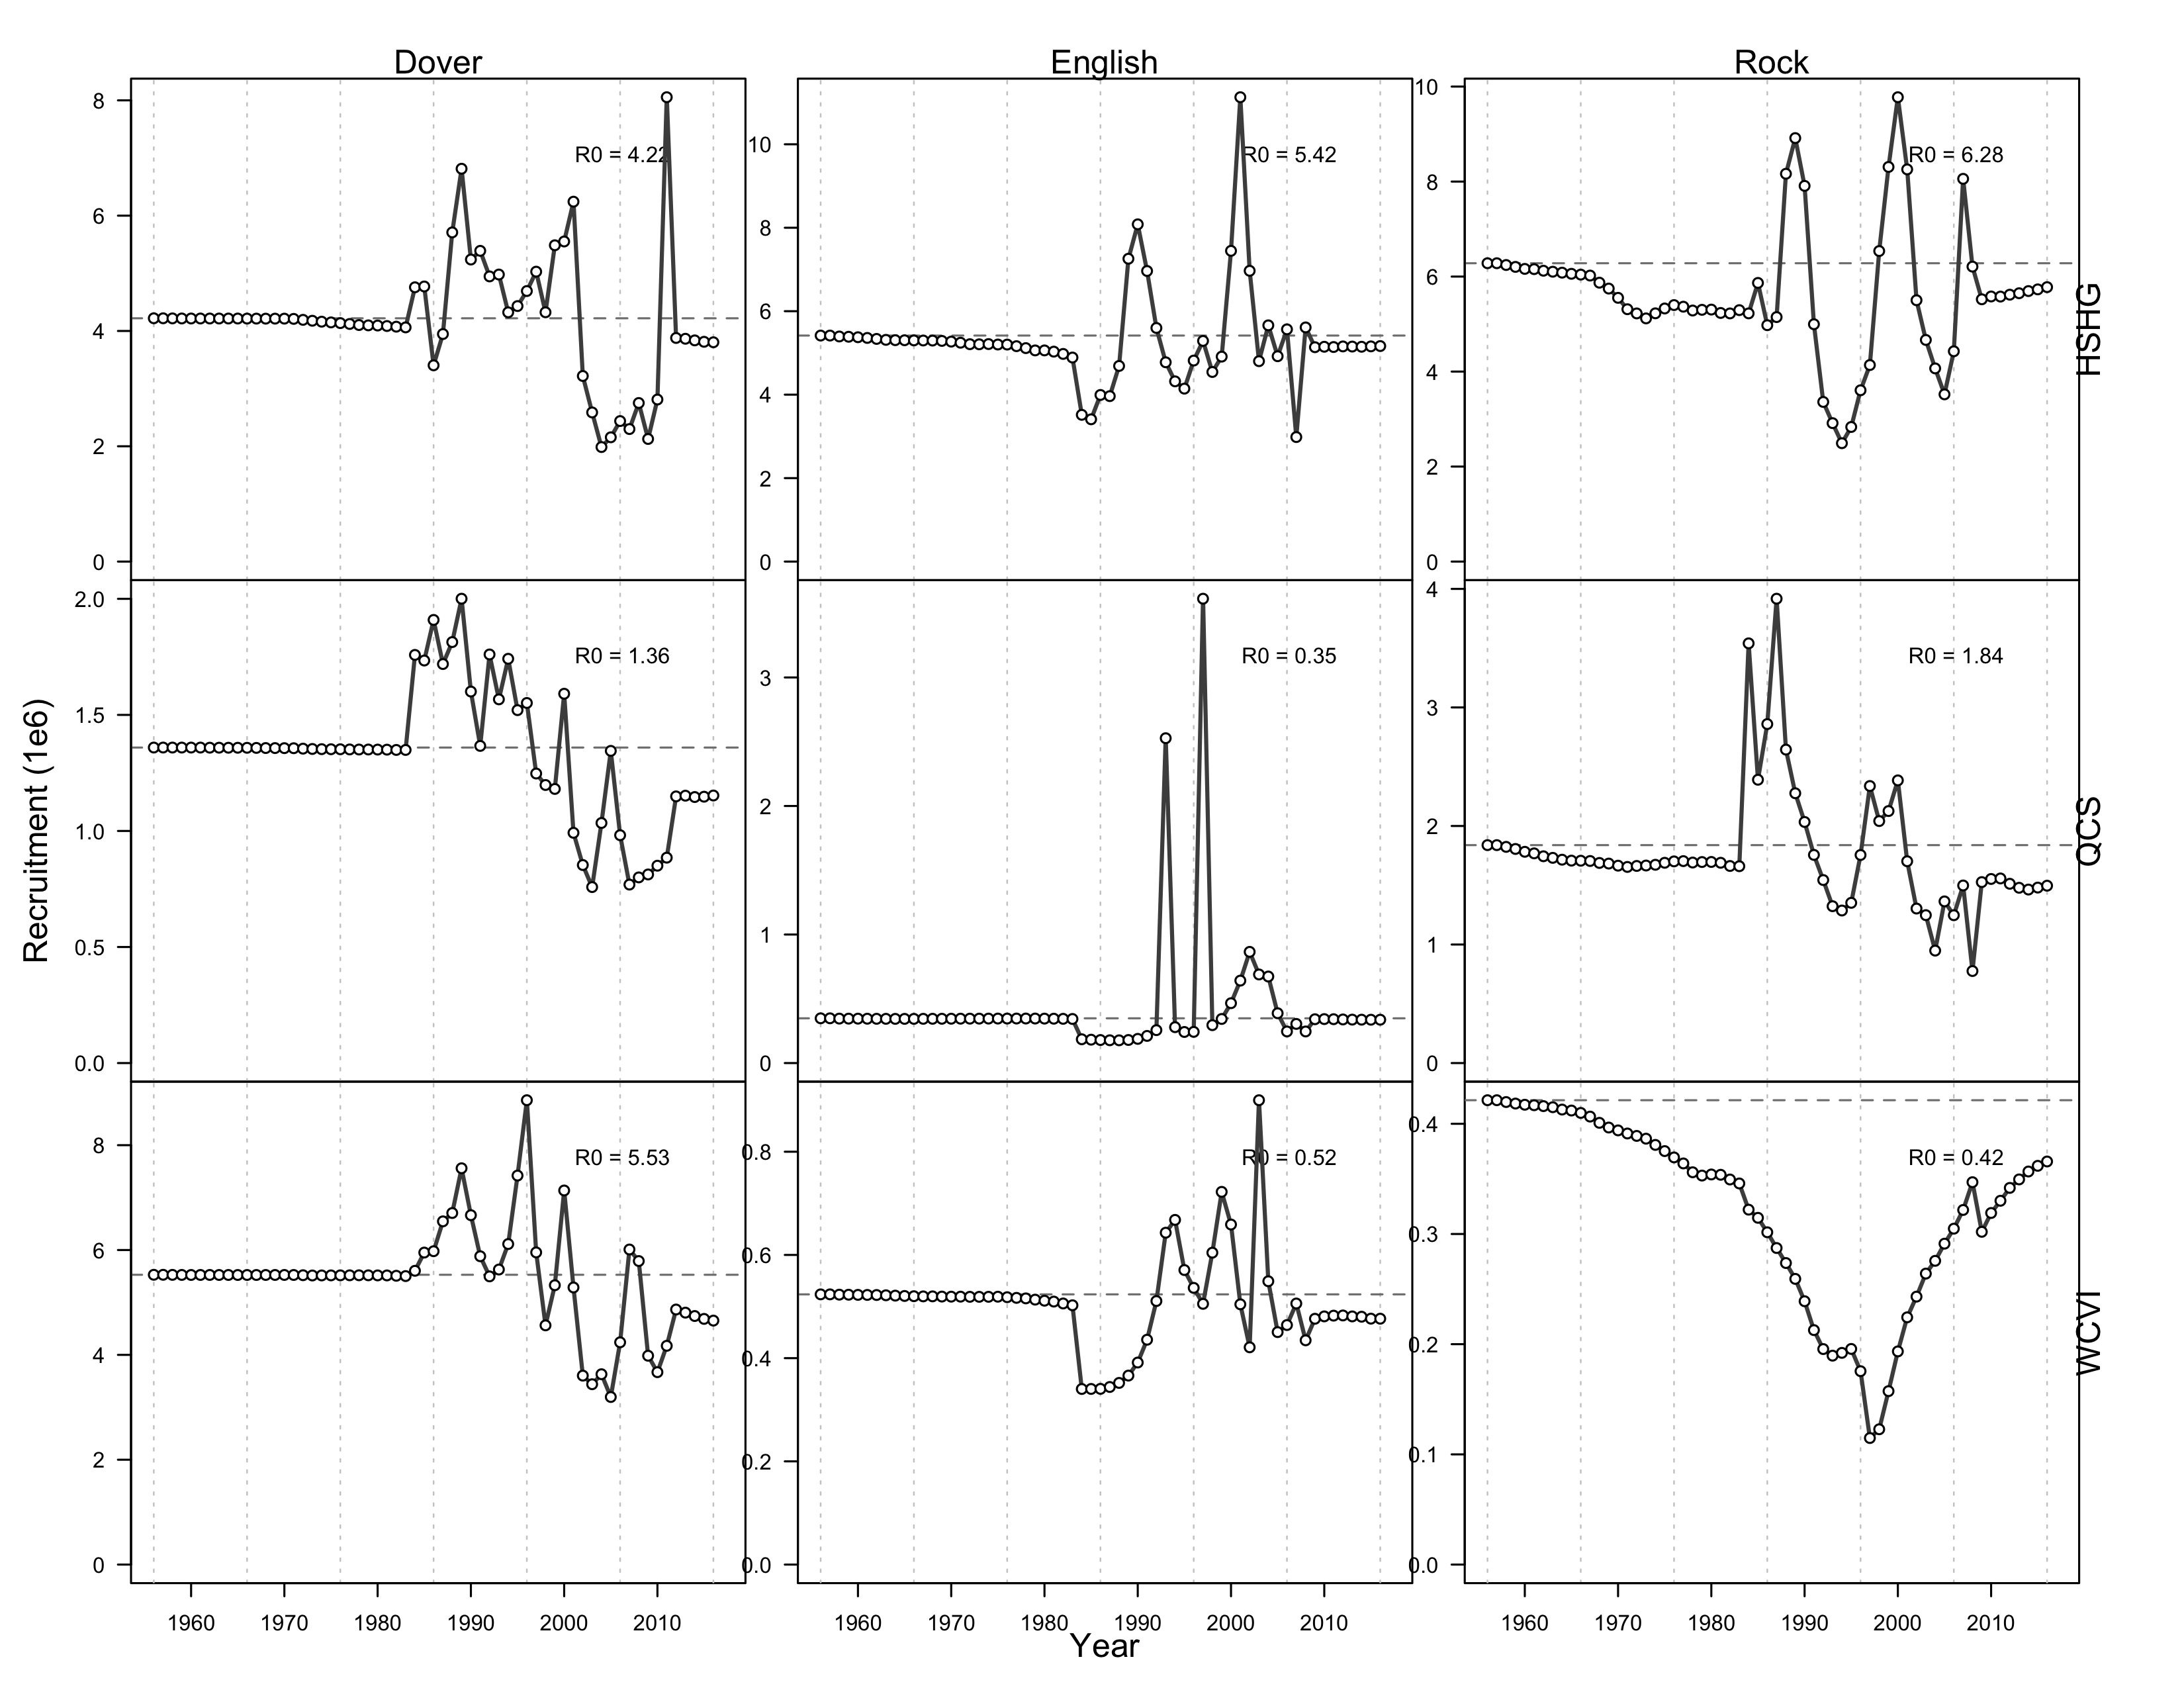 Dover English Rock
8
6
4
2
0
R0 = 4.22
10
8
6
4
2
0
R0 = 5.42
10
8
6
4
2
0
R0 = 6.28
HSHG
Recruitment (1e6)
2.0
1.5
1.0
0.5
0.0
R0 = 1.36
3
2
1
0
R0 = 0.35
4
3
2
1
0
R0 = 1.84
QCS
8
6
4
2
0
R0 = 5.53
0.8
0.6
0.4
0.2
0.0
R0 = 0.52
0.4
0.3
0.2
0.1
0.0
R0 = 0.42
WCVI
1960 1970 1980 1990 2000 2010
1960 1970 1980 1990 2000 2010
1960 1970 1980 1990 2000 2010
Year